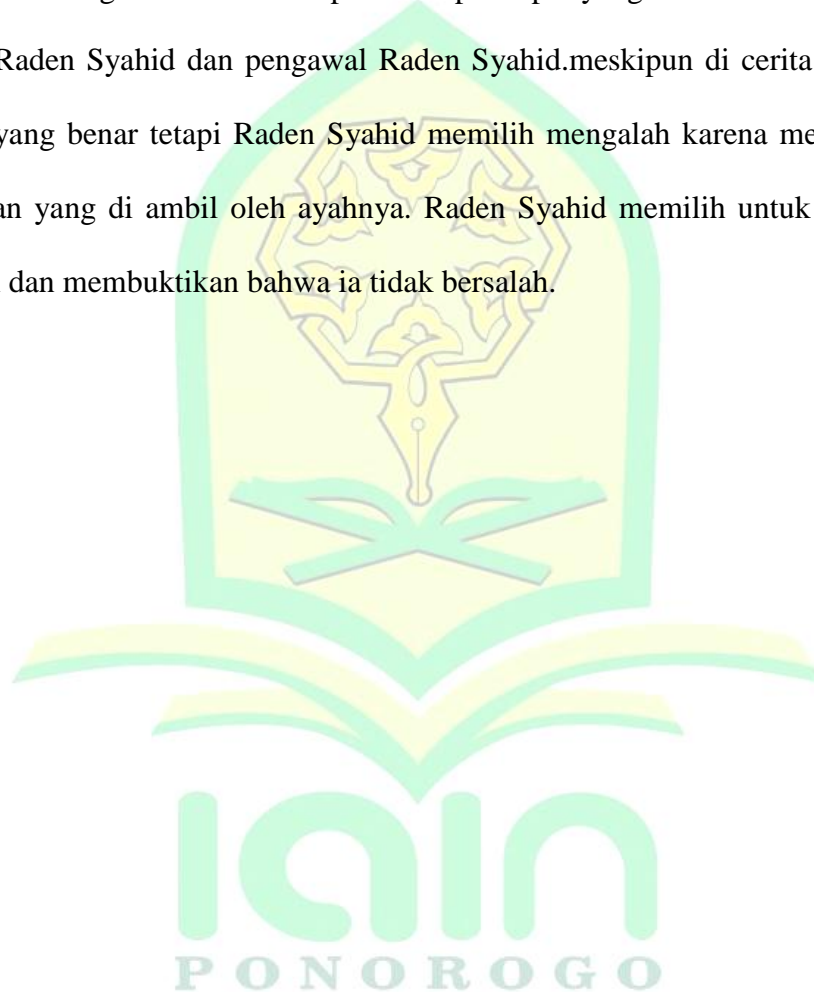 Raden Syahid dan pengawal Raden Syahid.meskipun di cerita
yang benar tetapi Raden Syahid memilih mengalah karena me
an yang di ambil oleh ayahnya. Raden Syahid memilih untuk
dan membuktikan bahwa ia tidak bersalah.
iain
PONOROGO